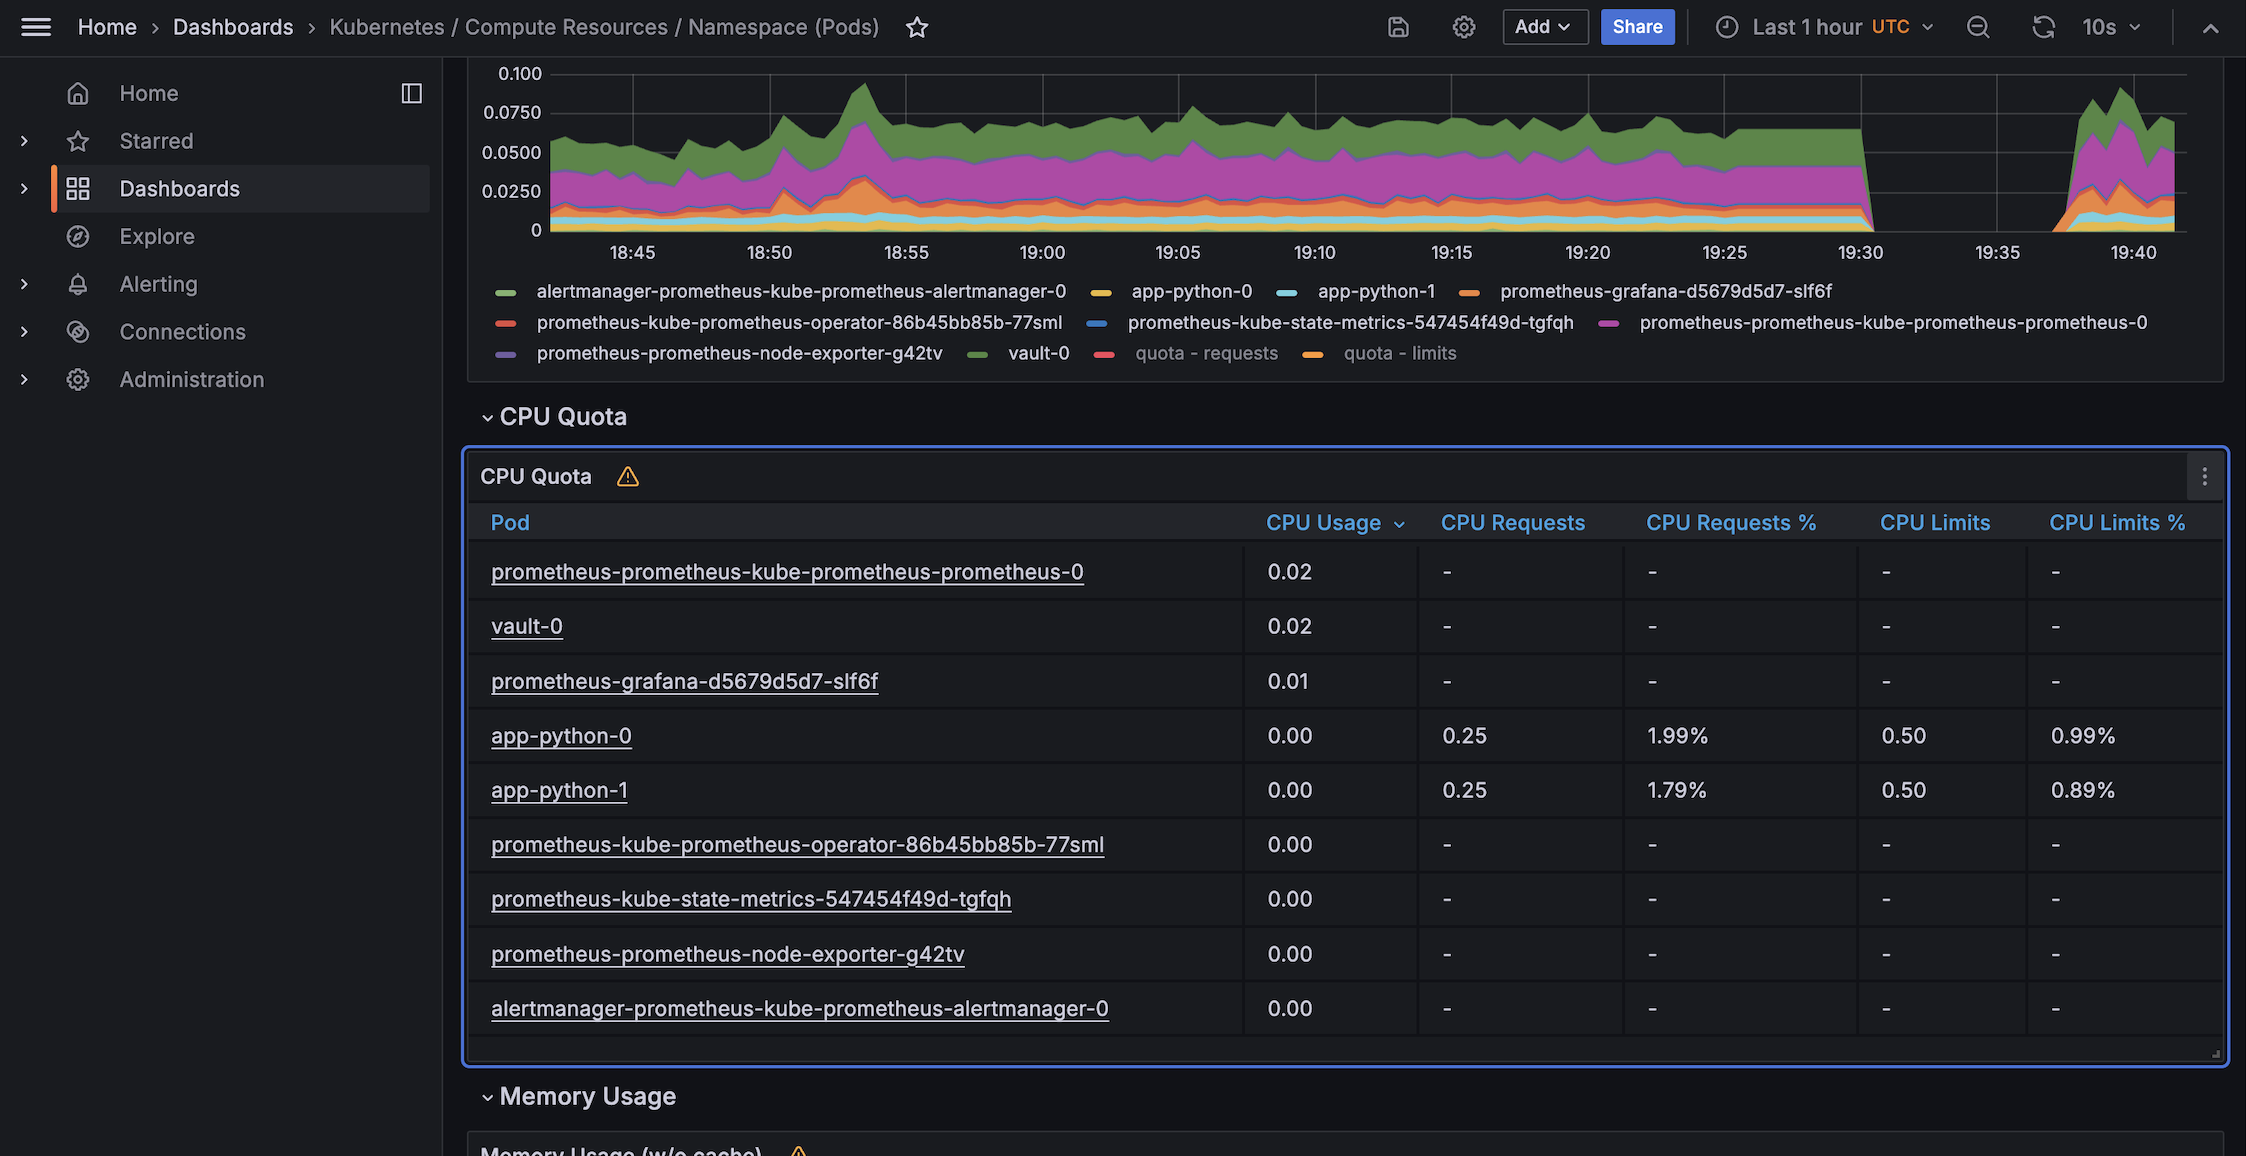 Home › Dashboards › Kubernetes / Compute Resources / Namespace (Pods) Add Share Last 1 hour UTC 10s
Home
Starred
Dashboards
Explore
Alerting
Connections
Administration
0.100
0.0750
0.0500
0.0250
0
18:45 18:50 18:55 19:00 19:05 19:10 19:15 19:20 19:25 19:30 19:35 19:40
alertmanager-prometheus-kube-prometheus-alertmanager-0 app-python-0 app-python-1 prometheus-grafana-d5679d5d7-slf6f
prometheus-kube-prometheus-operator-86b45bb85b-77sml prometheus-kube-state-metrics-547454f49d-tgfqh prometheus-prometheus-kube-prometheus-prometheus-0
prometheus-prometheus-node-exporter-g42tv vault-0 quota - requests quota - limits
CPU Quota
CPU Quota
Pod CPU Usage CPU Requests CPU Requests % CPU Limits CPU Limits %
prometheus-prometheus-kube-prometheus-prometheus-0 0.02 - - - -
vault-0 0.02 - - - -
prometheus-grafana-d5679d5d7-slf6f 0.01 - - - -
app-python-0 0.00 0.25 1.99% 0.50 0.99%
app-python-1 0.00 0.25 1.79% 0.50 0.89%
prometheus-kube-prometheus-operator-86b45bb85b-77sml 0.00 - - - -
prometheus-kube-state-metrics-547454f49d-tgfqh 0.00 - - - -
prometheus-prometheus-node-exporter-g42tv 0.00 - - - -
alertmanager-prometheus-kube-prometheus-alertmanager-0 0.00 - - - -
Memory Usage
Memory Usage (w/o cache)